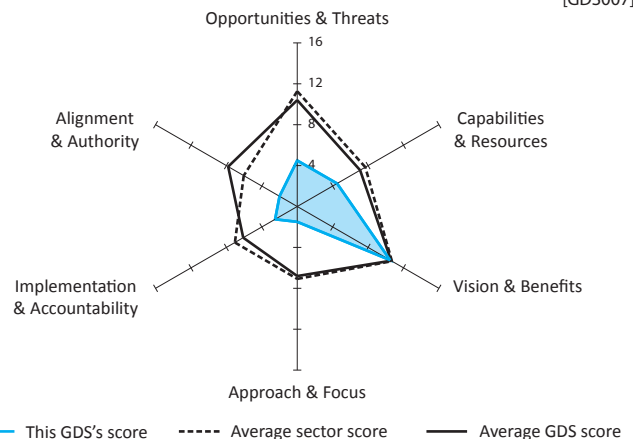 [GDS007]
Opportunities & Threats
16
12
8
4
Alignment
& Authority
Capabilities
& Resources
Implementation
& Accountability
Vision & Benefits
Approach & Focus
This GDS's score
Average sector score
Average GDS score